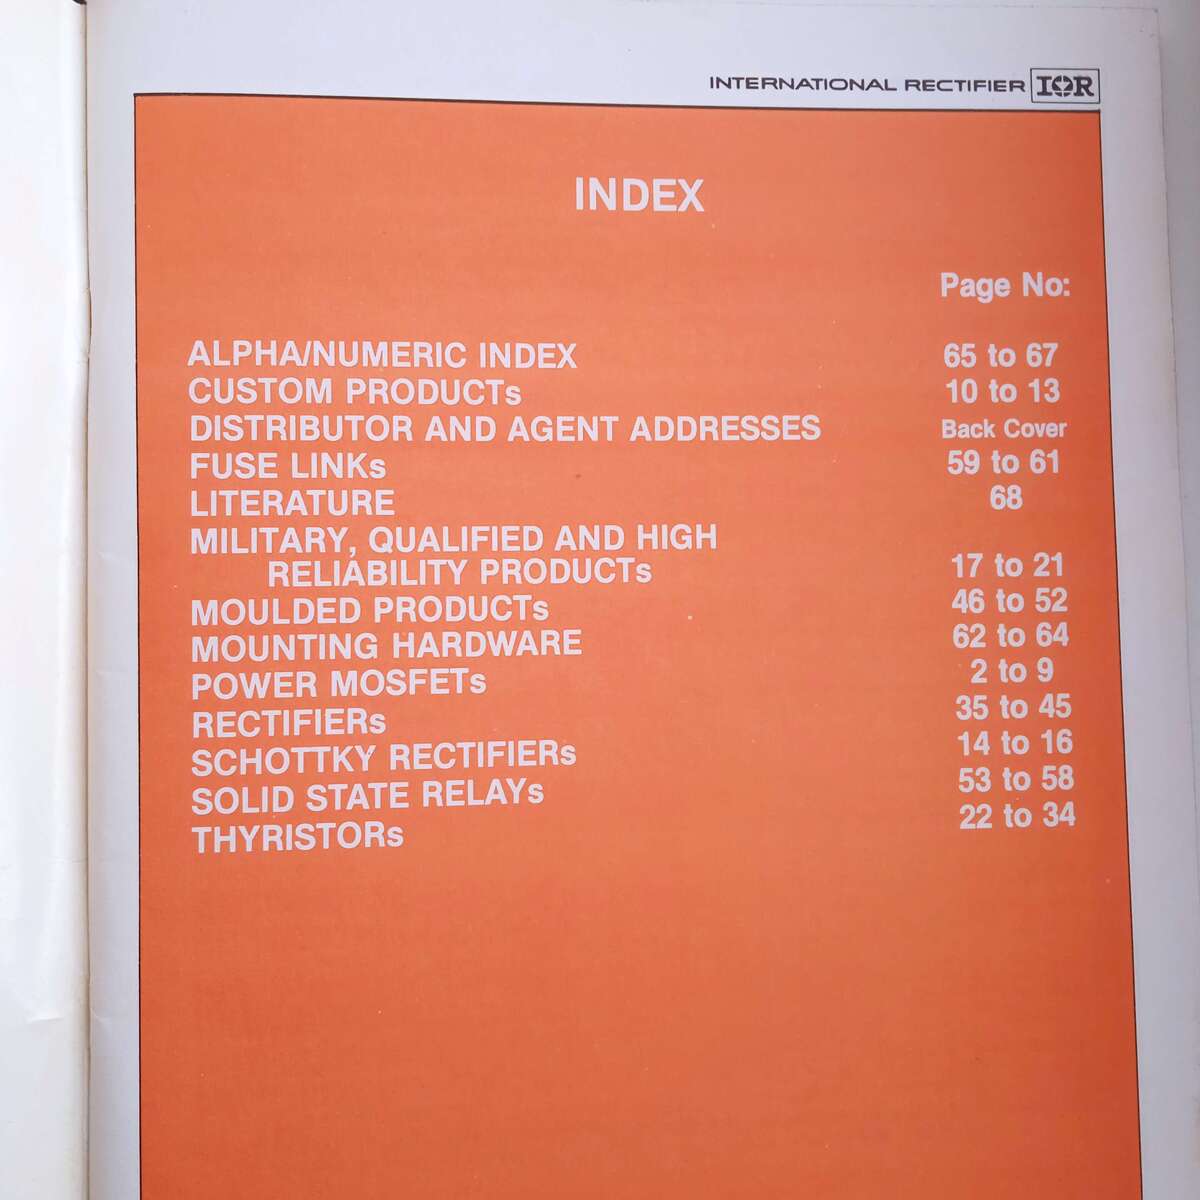 INTERNATIONAL RECTIFIER IOR
INDEX
Page No:
ALPHA/NUMERIC INDEX 65 to 67
CUSTOM PRODUCTs 10 to 13
DISTRIBUTOR AND AGENT ADDRESSES Back Cover
FUSE LINKs 59 to 61
LITERATURE 68
MILITARY, QUALIFIED AND HIGH
RELIABILITY PRODUCTs 17 to 21
MOULDED PRODUCTs 46 to 52
MOUNTING HARDWARE 62 to 64
POWER MOSFETs 2 to 9
RECTIFIERs 35 to 45
SCHOTTKY RECTIFIERs 14 to 16
SOLID STATE RELAYs 53 to 58
THYRISTORs 22 to 34